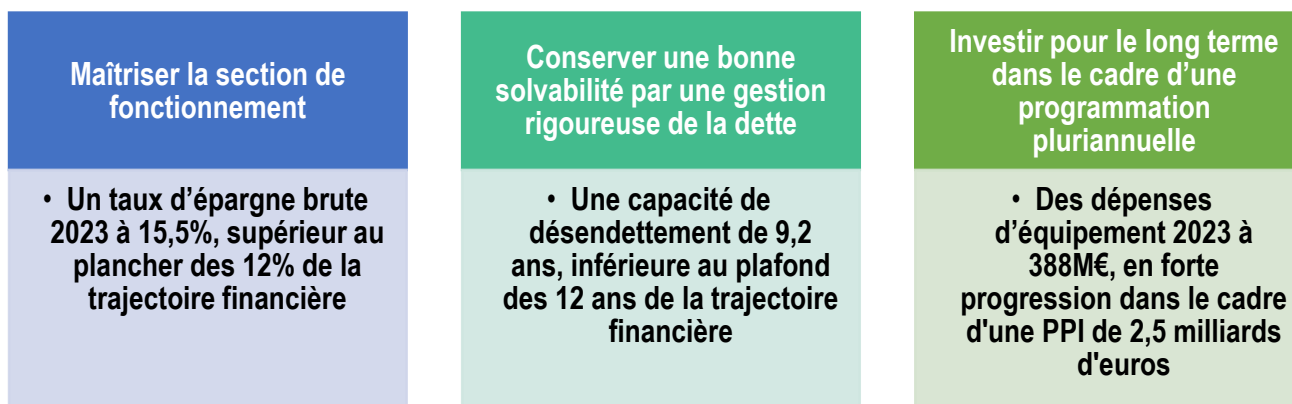 Maîtriser la section de
fonctionnement
• Un taux d’épargne brute
2023 à 15,5%, supérieur au
plancher des 12% de la
trajectoire financière
Conserver une bonne
solvabilité par une gestion
rigoureuse de la dette
• Une capacité de
désendettement de 9,2
ans, inférieure au plafond
des 12 ans de la trajectoire
financière
Investir pour le long terme
dans le cadre d’une
programmation
pluriannuelle
• Des dépenses
d’équipement 2023 à
388M€, en forte
progression dans le cadre
d'une PPI de 2,5 milliards
d'euros